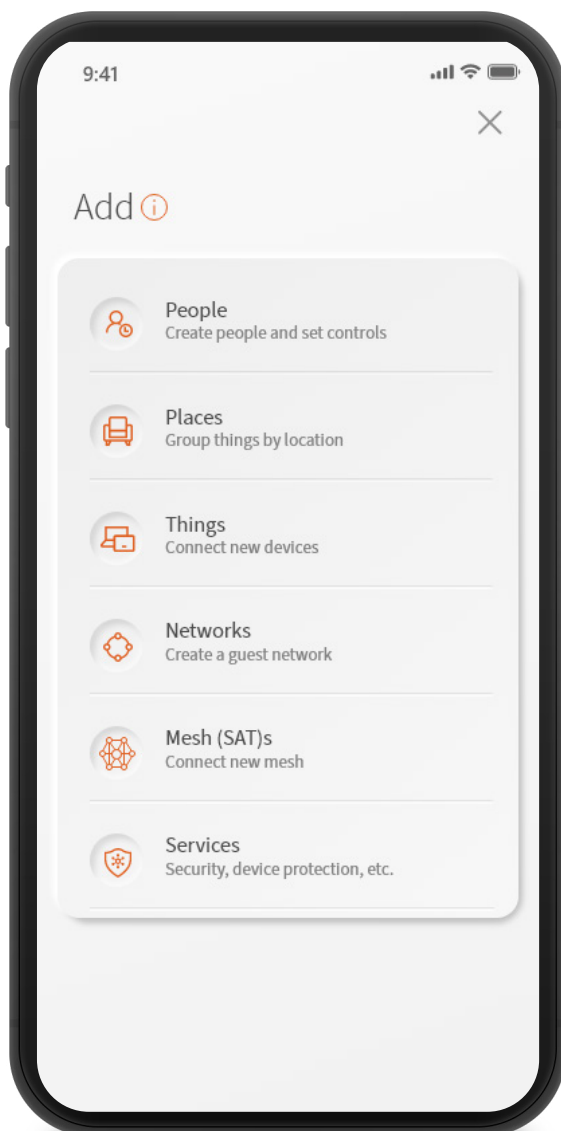 9:41
Add
People
Create people and set controls
Places
Group things by location
Things
Connect new devices
Networks
Create a guest network
Mesh (SAT)s
Connect new mesh
Services
Security, device protection, etc.